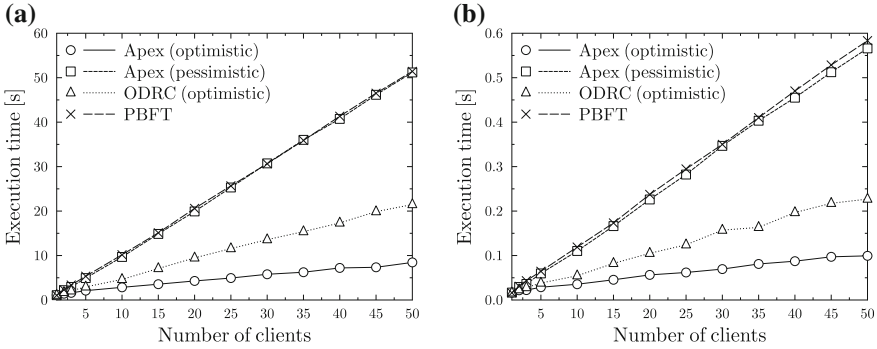 (a)
Execution time [s]
60
50
40
30
20
10
0
Apex (optimistic)
Apex (pessimistic)
ODRC (optimistic)
PBFT
5 10 15 20 25 30 35 40 45 50
Number of clients
(b)
Execution time [s]
0.6
0.5
0.4
0.3
0.2
0.1
0.0
Apex (optimistic)
Apex (pessimistic)
ODRC (optimistic)
PBFT
5 10 15 20 25 30 35 40 45 50
Number of clients